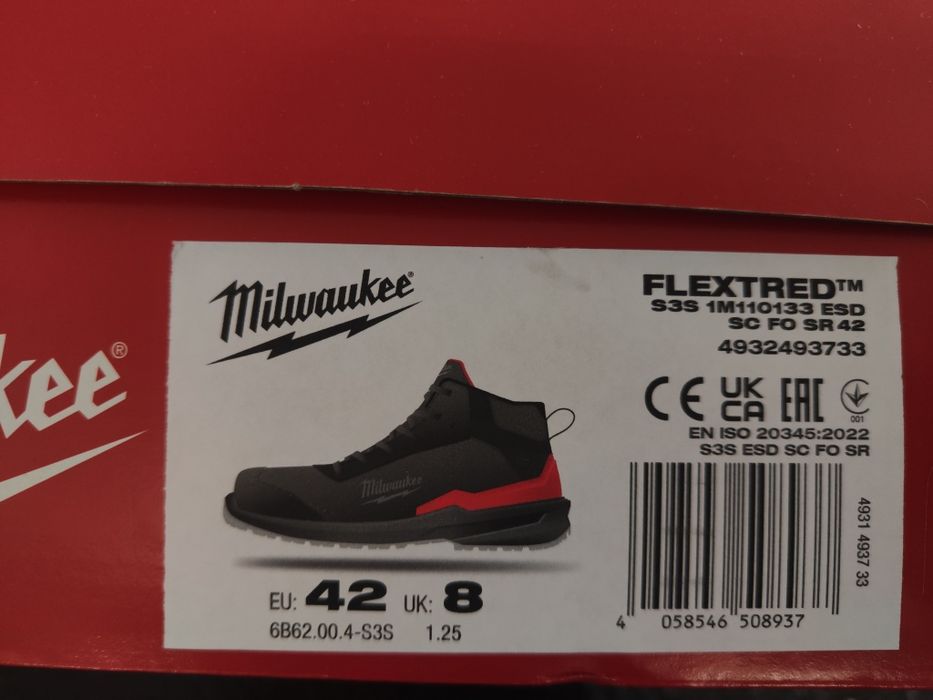 kee®
Milwaukee®
FLEXTRED™
S3S 1M110133 ESD
SC FO SR 42
4932493733
CE UK CA EAC
001
EN ISO 20345:2022
S3S ESD SC FO SR
Milwaukee
4931 4937 33
4 058546 508937
EU: 42 UK: 8
6B62.00.4-S3S 1.25